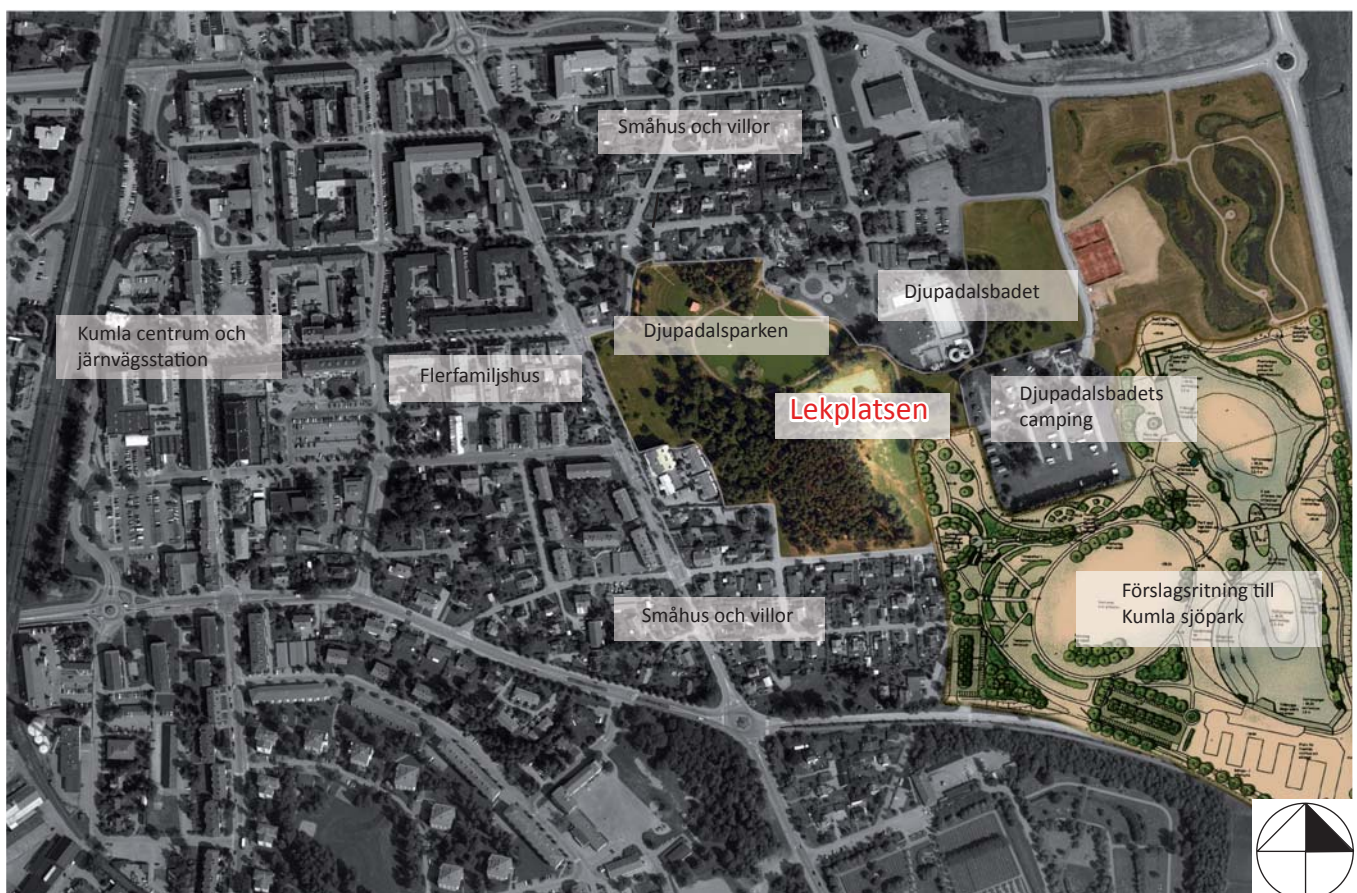 Småhus och villor
Djupadalsbadet
Djupadalsparken
Kumla centrum och
järnvägsstation
Flerfamiljshus
Lekplatsen
Djupadalsbadets
camping
Förslagsritning till
Kumla sjöpark
Småhus och villor